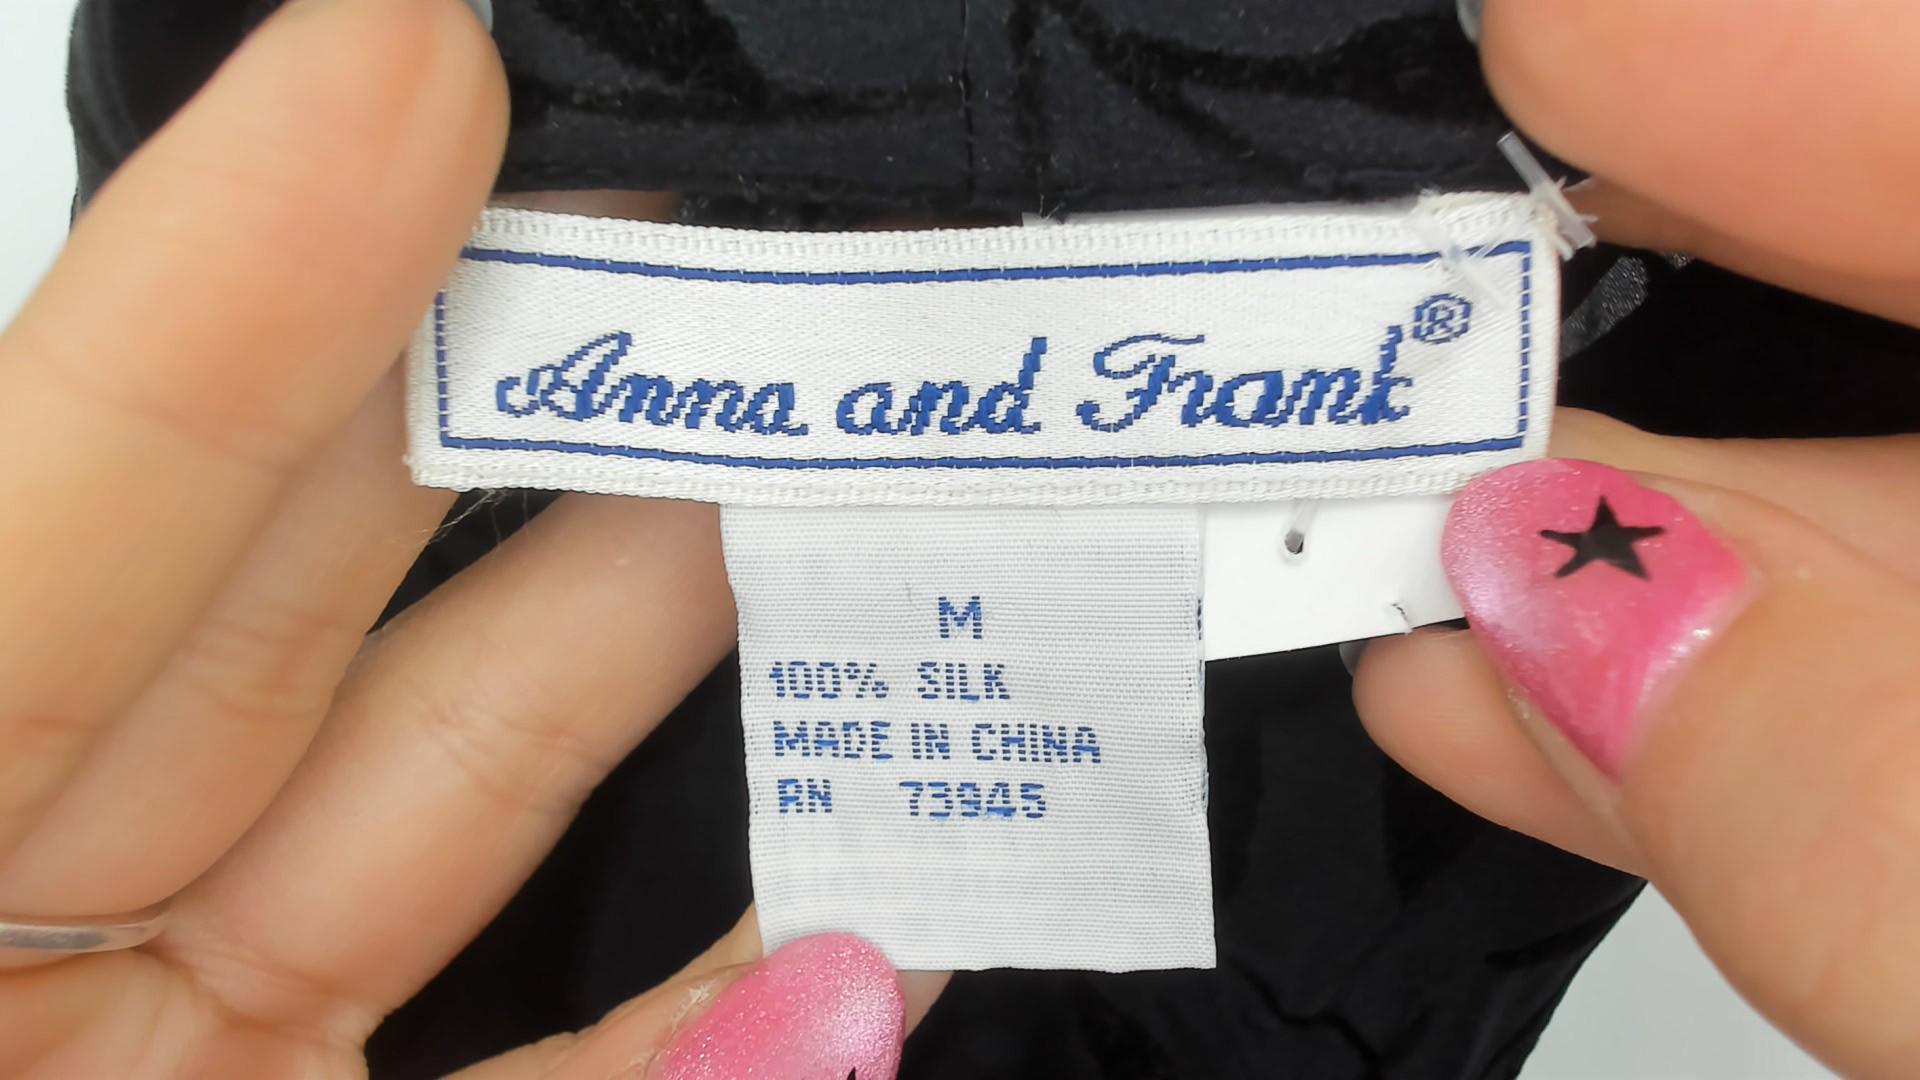 Anna and Frank®
M
100% SILK
MADE IN CHINA
RN 73945